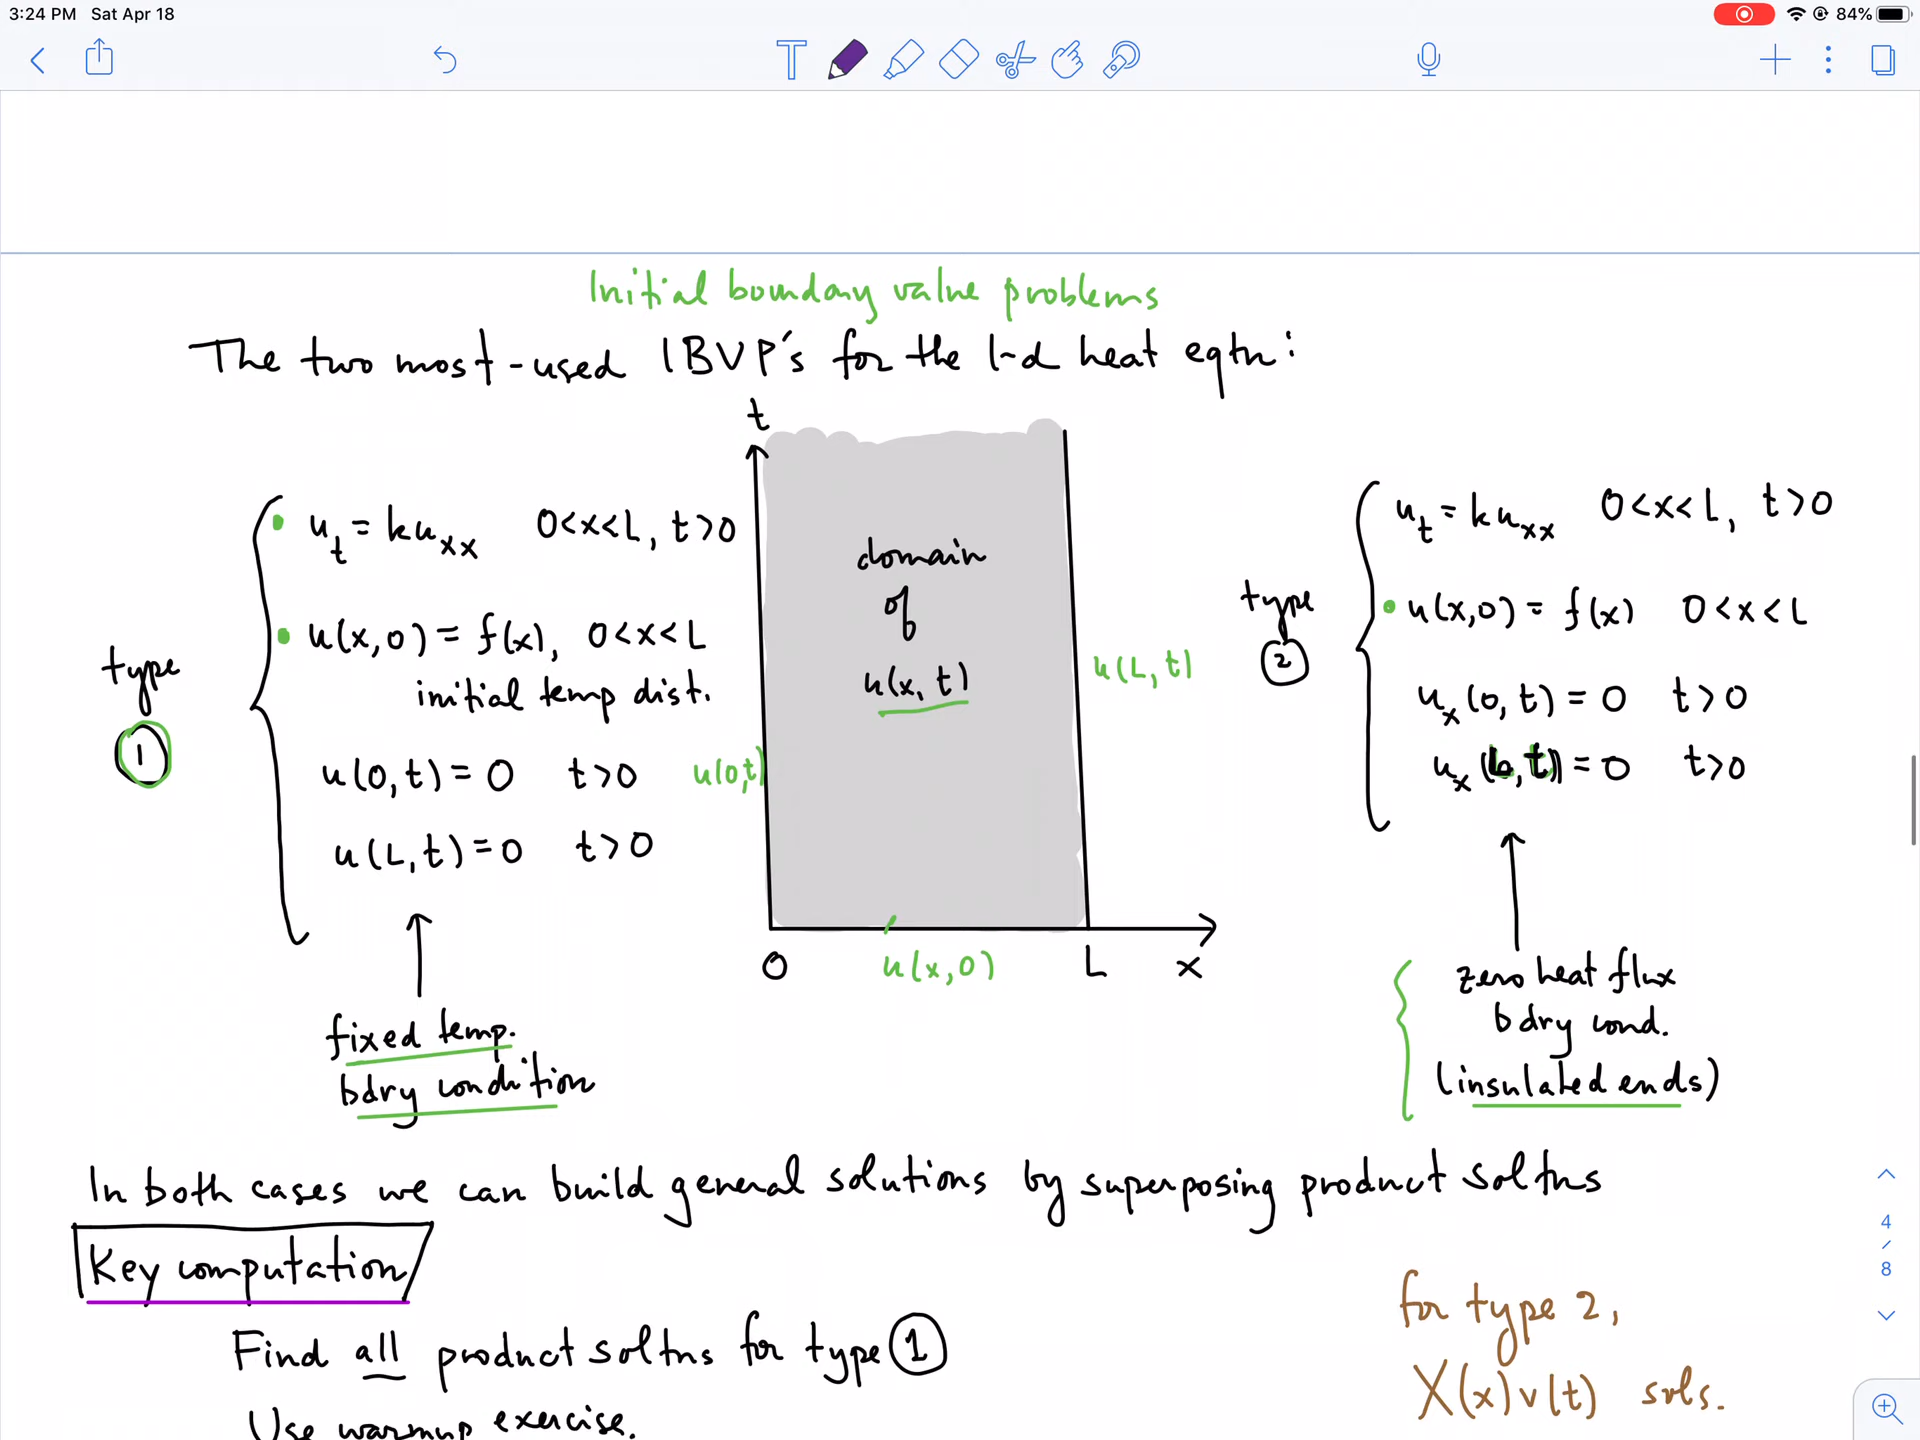 3:24 PM Sat Apr 18
84%
T
Initial boundary value problems
The two most-used IBVP's for the 1-d heat eqtn:
t
type
①
u_t = ku_xx 0<x<L, t>0
u(x,0) = f(x), 0<x<L
initial temp dist.
u(0,t) = 0 t>0
u(L,t) = 0 t>0
fixed temp.
bdry condition
domain
of
u(x, t)
u(0,t)
u(L,t)
0
u(x,0)
L
x
type
②
u_t = ku_xx 0<x<L, t>0
u(x,0) = f(x) 0<x<L
u_x(0, t) = 0 t>0
u_x(L,t) = 0 t>0
zero heat flux
bdry cond.
(insulated ends)
In both cases we can build general solutions by superposing product soltns
Key computation
Find all product soltns for type ①
Use warmup exercise.
for type 2,
X(x)v(t) sols.
4
/
8